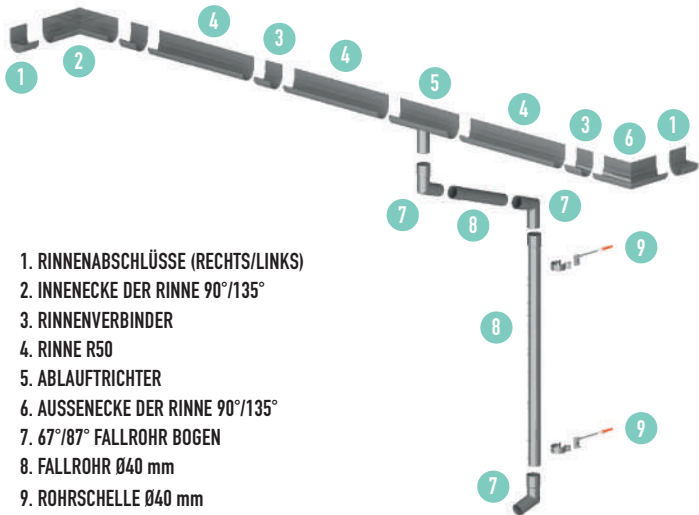 4
1
2
3
4
5
4
3
6
1
7
8
7
9
8
9
7
1. RINNENABSCHLÜSSE (RECHTS/LINKS)
2. INNENECKE DER RINNE 90°/135°
3. RINNENVERBINDER
4. RINNE R50
5. ABLAUFTRICHTER
6. AUSSENECKE DER RINNE 90°/135°
7. 67°/87° FALLROHR BOGEN
8. FALLROHR Ø40 mm
9. ROHRSCHELLE Ø40 mm